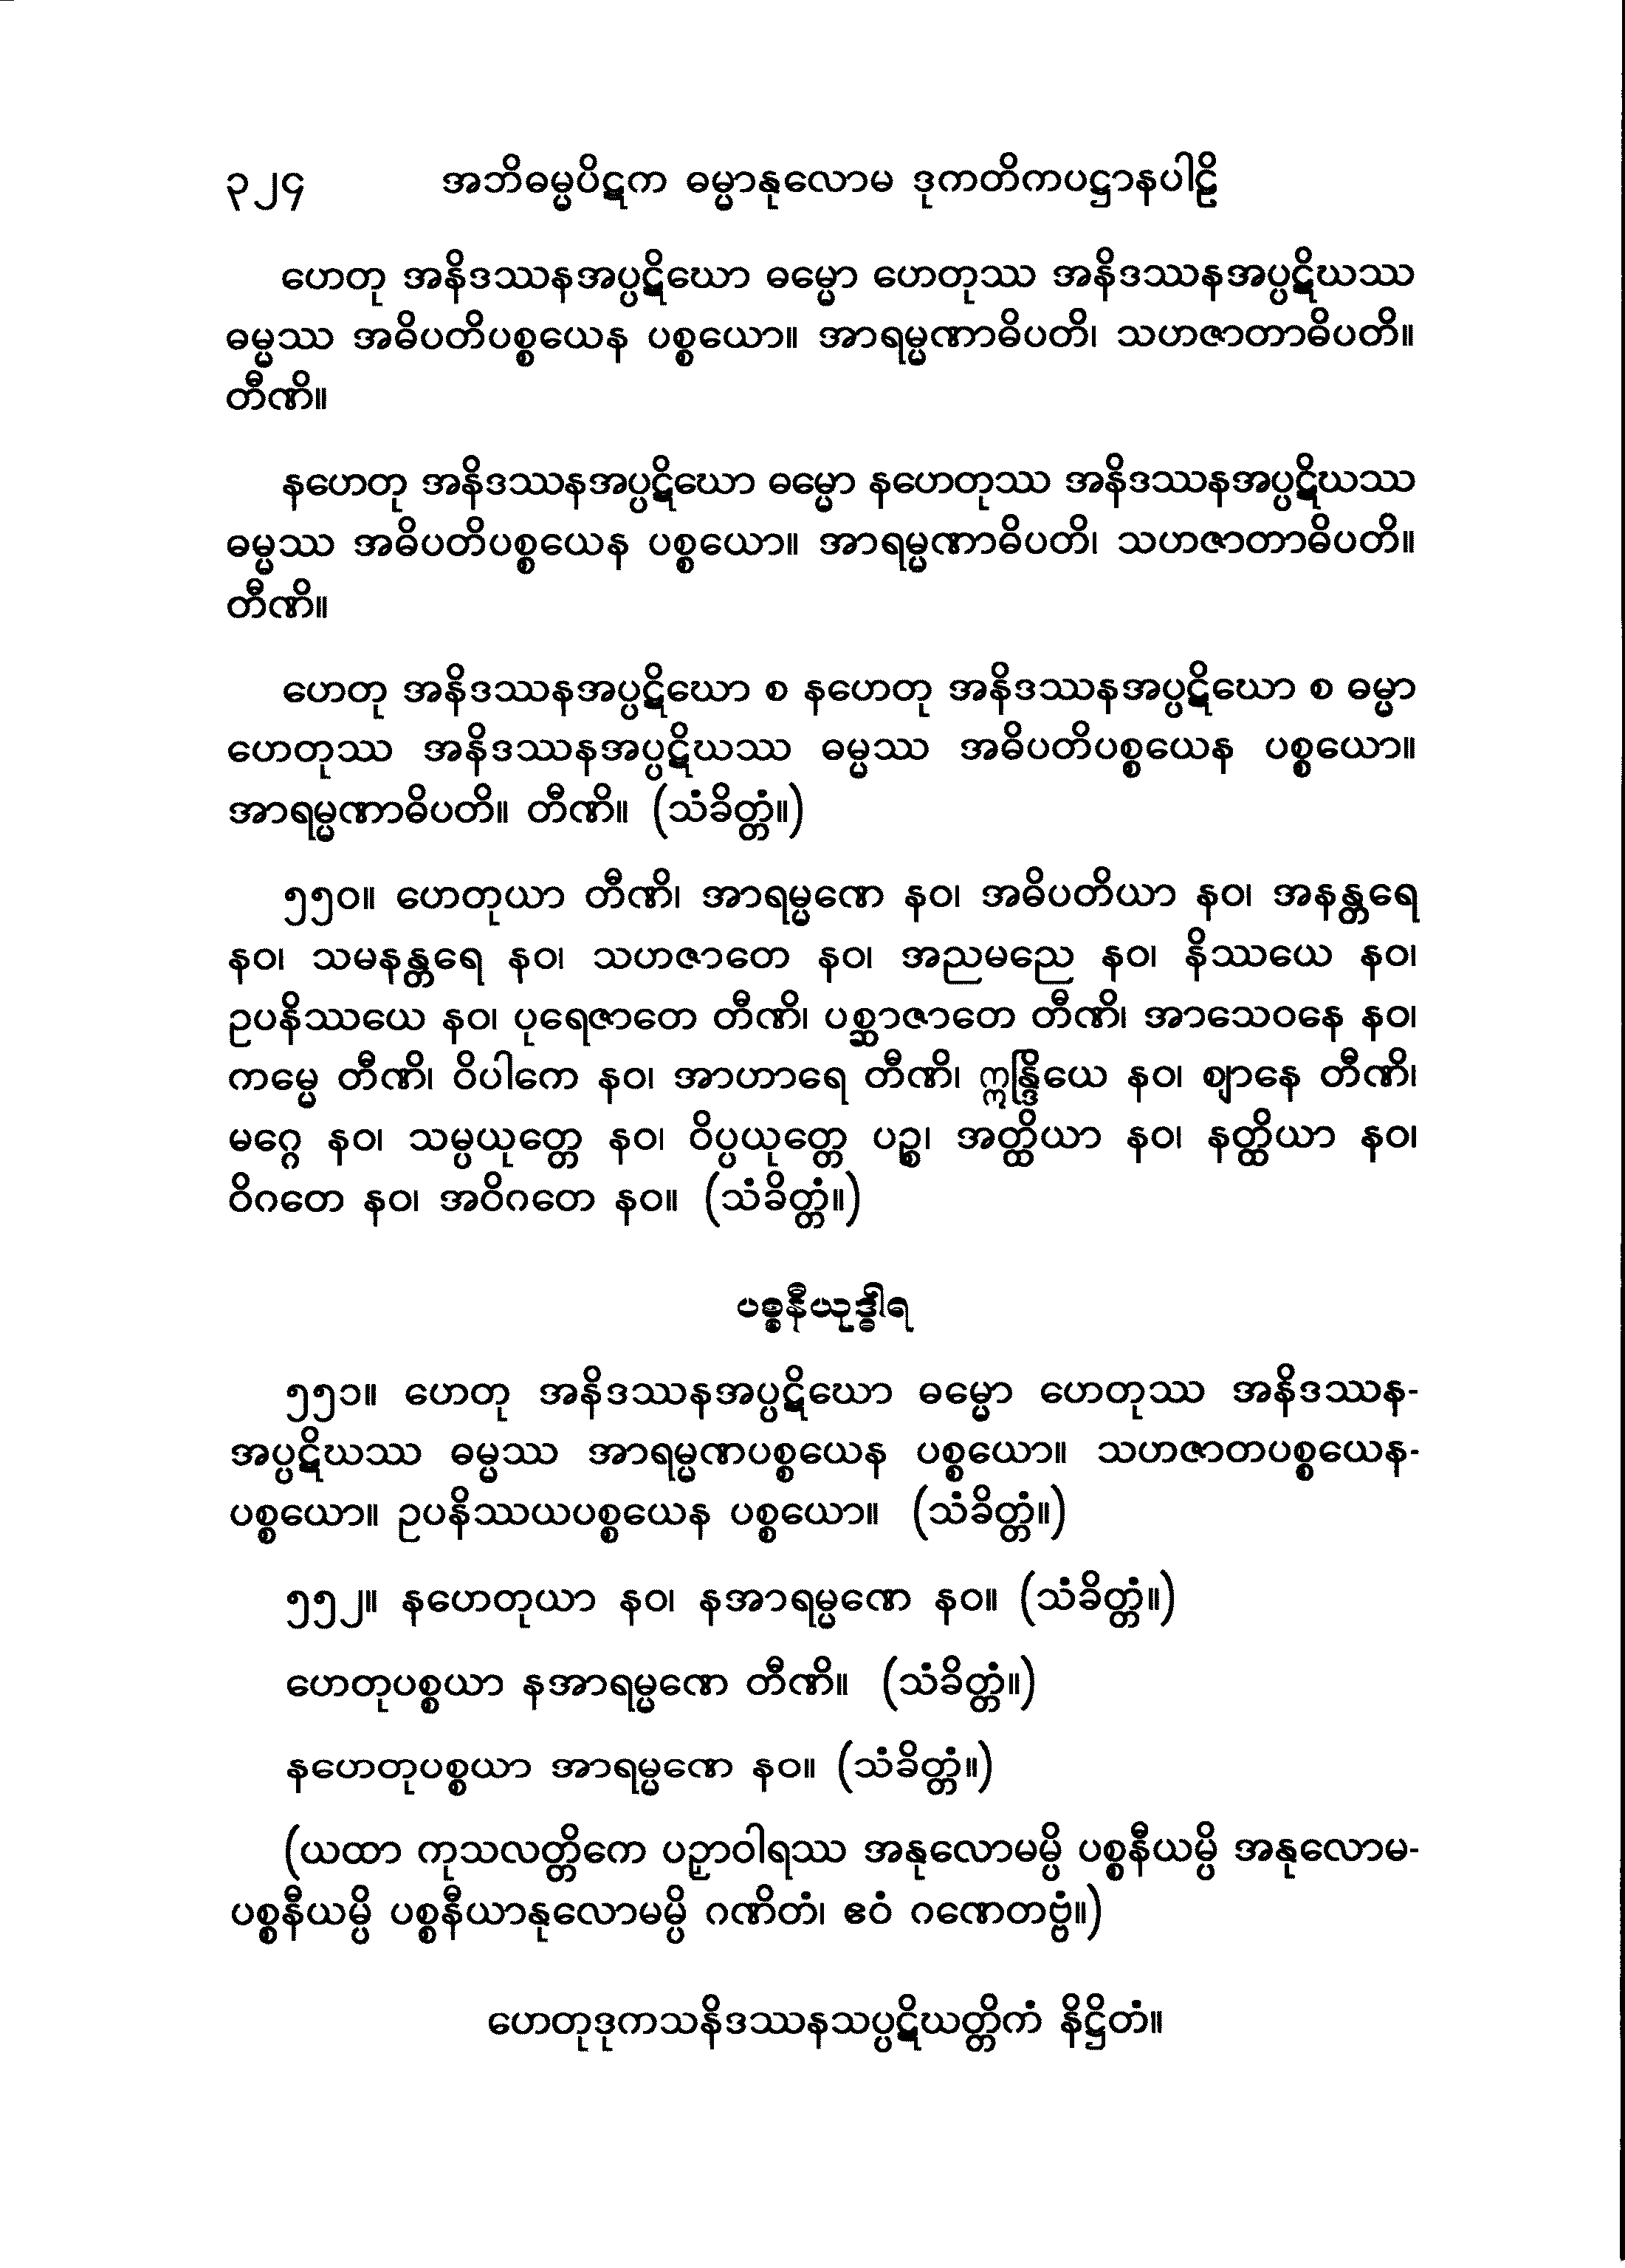 ၃၂၄ အဘိဓမ္မပိဋက ဓမ္မာနုလောမ ဒုကတိကပဋ္ဌာနပါဠိ
ဟေတု အနိဒဿနအပ္ပဋိဃော ဓမ္မော ဟေတုဿ အနိဒဿနအပ္ပဋိဃဿ
ဓမ္မဿ အဓိပတိပစ္စယေန ပစ္စယော။ အာရမ္မဏာဓိပတိ၊ သဟဇာတာဓိပတိ။
တီဏိ။
နဟေတု အနိဒဿနအပ္ပဋိဃော ဓမ္မော နဟေတုဿ အနိဒဿနအပ္ပဋိဃဿ
ဓမ္မဿ အဓိပတိပစ္စယေန ပစ္စယော။ အာရမ္မဏာဓိပတိ၊ သဟဇာတာဓိပတိ။
တီဏိ။
ဟေတု အနိဒဿနအပ္ပဋိဃော စ နဟေတု အနိဒဿနအပ္ပဋိဃော စ ဓမ္မာ
ဟေတုဿ အနိဒဿနအပ္ပဋိဃဿ ဓမ္မဿ အဓိပတိပစ္စယေန ပစ္စယော။
အာရမ္မဏာဓိပတိ။ တီဏိ။ (သံခိတ္တံ။)
၅၅၀။ ဟေတုယာ တီဏိ၊ အာရမ္မဏေ နဝ၊ အဓိပတိယာ နဝ၊ အနန္တရေ
နဝ၊ သမနန္တရေ နဝ၊ သဟဇာတေ နဝ၊ အညမညေ နဝ၊ နိဿယေ နဝ၊
ဥပနိဿယေ နဝ၊ ပုရေဇာတေ တီဏိ၊ ပစ္ဆာဇာတေ တီဏိ၊ အာသေဝနေ နဝ၊
ကမ္မေ တီဏိ၊ ဝိပါကေ နဝ၊ အာဟာရေ တီဏိ၊ ဣန္ဒြိယေ နဝ၊ ဈာနေ တီဏိ၊
မဂ္ဂေ နဝ၊ သမ္ပယုတ္တေ နဝ၊ ဝိပ္ပယုတ္တေ ပဉ္စ၊ အတ္ထိယာ နဝ၊ နတ္ထိယာ နဝ၊
ဝိဂတေ နဝ၊ အဝိဂတေ နဝ။ (သံခိတ္တံ။)
ပစ္စနီယုဒ္ဓါရ
၅၅၁။ ဟေတု အနိဒဿနအပ္ပဋိဃော ဓမ္မော ဟေတုဿ အနိဒဿန-
အပ္ပဋိဃဿ ဓမ္မဿ အာရမ္မဏပစ္စယေန ပစ္စယော။ သဟဇာတပစ္စယေန-
ပစ္စယော။ ဥပနိဿယပစ္စယေန ပစ္စယော။ (သံခိတ္တံ။)
၅၅၂။ နဟေတုယာ နဝ၊ နအာရမ္မဏေ နဝ။ (သံခိတ္တံ။)
ဟေတုပစ္စယာ နအာရမ္မဏေ တီဏိ။ (သံခိတ္တံ။)
နဟေတုပစ္စယာ အာရမ္မဏေ နဝ။ (သံခိတ္တံ။)
(ယထာ ကုသလတ္တိကေ ပဉှာဝါရဿ အနုလောမမ္ပိ ပစ္စနီယမ္ပိ အနုလောမ-
ပစ္စနီယမ္ပိ ပစ္စနီယာနုလောမမ္ပိ ဂဏိတံ၊ ဧဝံ ဂဏေတဗ္ဗံ။)
ဟေတုဒုကသနိဒဿနသပ္ပဋိဃတ္တိကံ နိဋ္ဌိတံ။